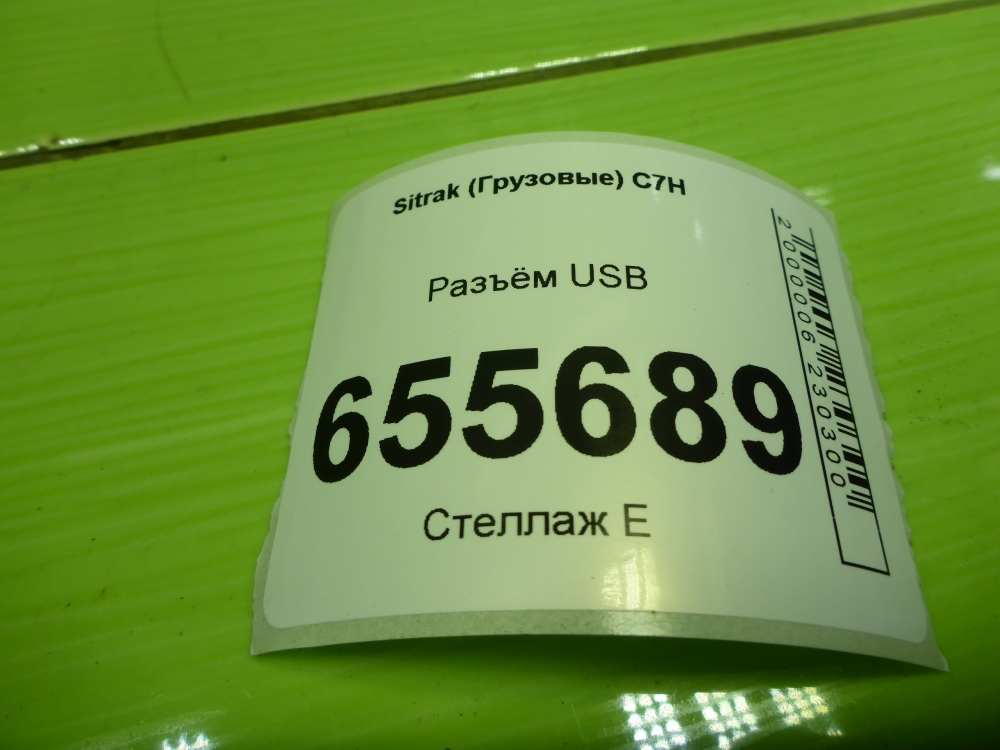 Sitrak (Грузовые) C7H
Разъём USB
655689
Стеллаж E
2000006230300